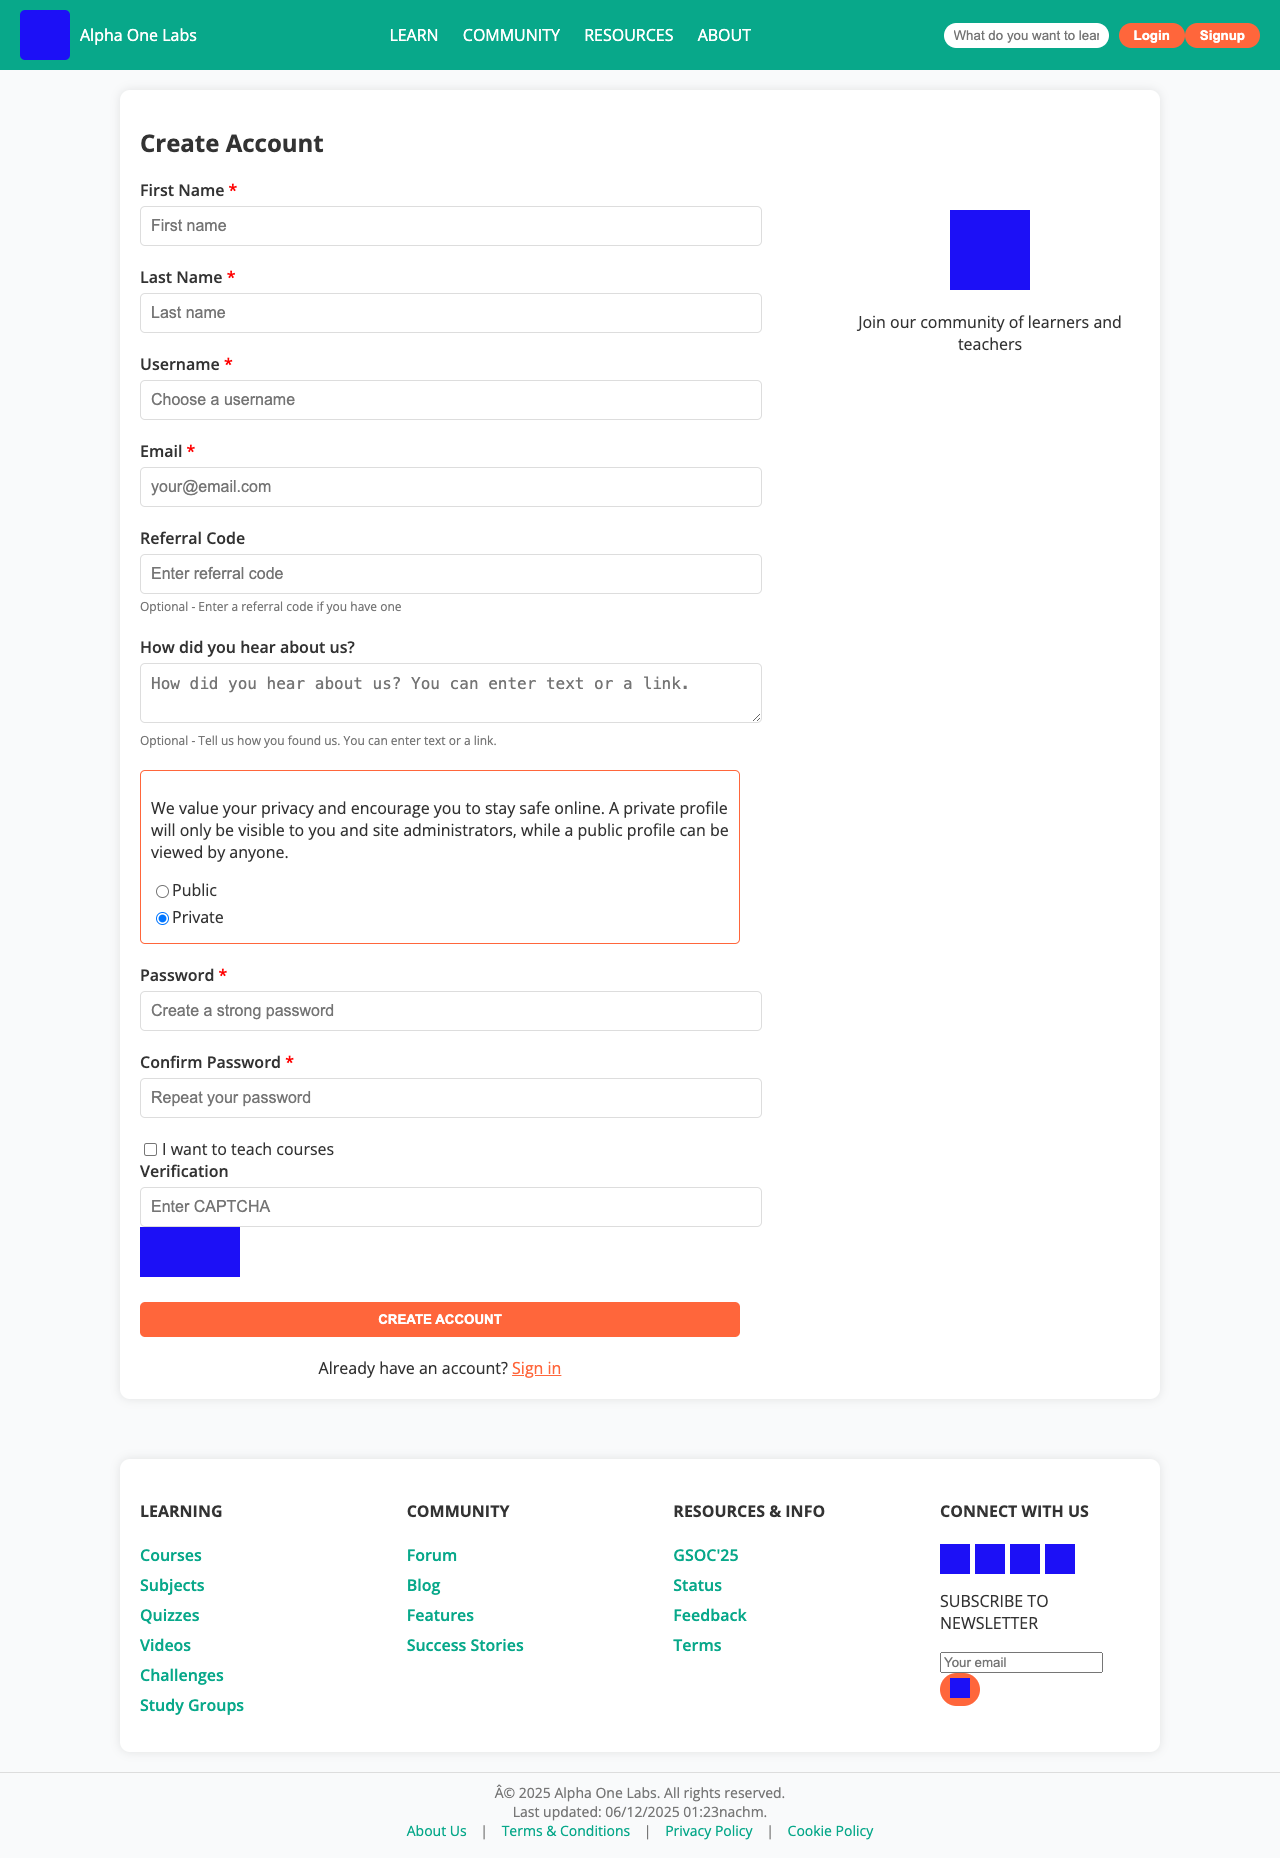 Alpha One Labs
LEARN COMMUNITY RESOURCES ABOUT
What do you want to lear
Login
Signup
Create Account
First Name *
First name
Last Name *
Last name
Username *
Choose a username
Email *
your@email.com
Referral Code
Enter referral code
Optional - Enter a referral code if you have one
How did you hear about us?
How did you hear about us? You can enter text or a link.
Optional - Tell us how you found us. You can enter text or a link.
We value your privacy and encourage you to stay safe online. A private profile
will only be visible to you and site administrators, while a public profile can be
viewed by anyone.
Public
Private
Password *
Create a strong password
Confirm Password *
Repeat your password
I want to teach courses
Verification
Enter CAPTCHA
CREATE ACCOUNT
Already have an account? Sign in
Join our community of learners and
teachers
LEARNING
Courses
Subjects
Quizzes
Videos
Challenges
Study Groups
COMMUNITY
Forum
Blog
Features
Success Stories
RESOURCES & INFO
GSOC'25
Status
Feedback
Terms
CONNECT WITH US
SUBSCRIBE TO
NEWSLETTER
Your email
Â© 2025 Alpha One Labs. All rights reserved.
Last updated: 06/12/2025 01:23nachm.
About Us | Terms & Conditions | Privacy Policy | Cookie Policy